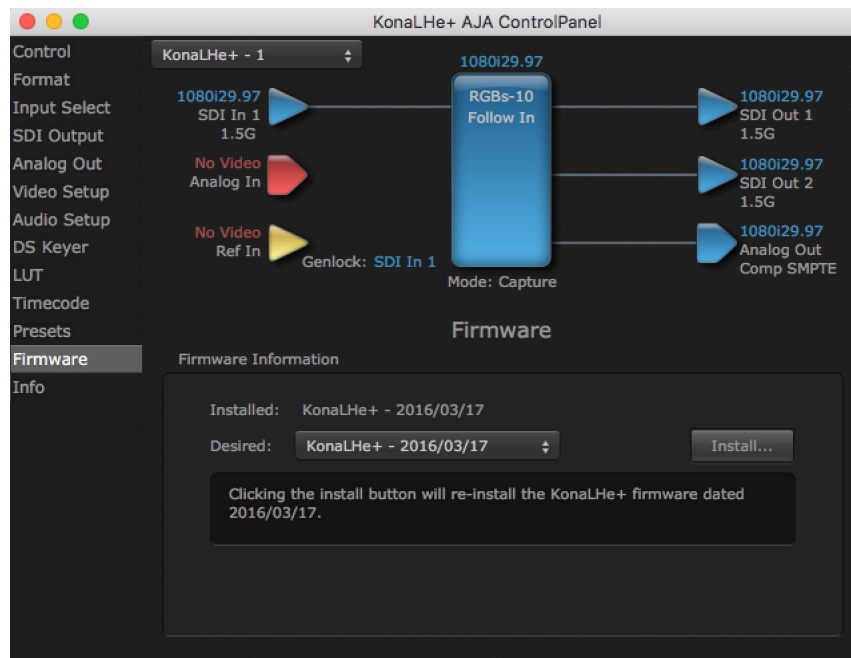 KonaLHe+ AJA ControlPanel
Control
Format
Input Select
SDI Output
Analog Out
Video Setup
Audio Setup
DS Keyer
LUT
Timecode
Presets
Firmware
Info
KonaLHe+ - 1
1080i29.97
1080i29.97
SDI In 1
1.5G
No Video
Analog In
No Video
Ref In
Genlock: SDI In 1
RGBs-10
Follow In
Mode: Capture
1080i29.97
SDI Out 1
1.5G
1080i29.97
SDI Out 2
1.5G
1080i29.97
Analog Out
Comp SMPTE
Firmware
Firmware Information
Installed: KonaLHe+ - 2016/03/17
Desired: KonaLHe+ - 2016/03/17 Install...
Clicking the install button will re-install the KonaLHe+ firmware dated
2016/03/17.